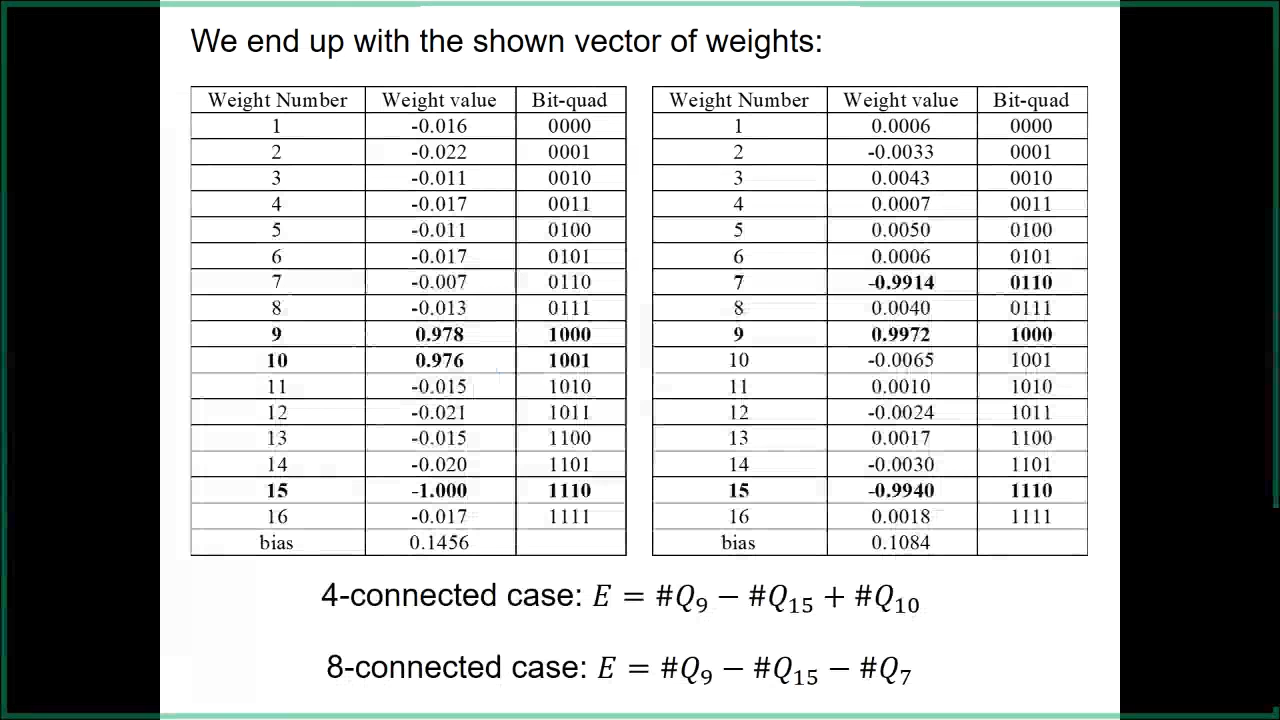 We end up with the shown vector of weights:
Weight Number Weight value Bit-quad
1 -0.016 0000
2 -0.022 0001
3 -0.011 0010
4 -0.017 0011
5 -0.011 0100
6 -0.017 0101
7 -0.007 0110
8 -0.013 0111
9 0.978 1000
10 0.976 1001
11 -0.015 1010
12 -0.021 1011
13 -0.015 1100
14 -0.020 1101
15 -1.000 1110
16 -0.017 1111
bias 0.1456
Weight Number Weight value Bit-quad
1 0.0006 0000
2 -0.0033 0001
3 0.0043 0010
4 0.0007 0011
5 0.0050 0100
6 0.0006 0101
7 -0.9914 0110
8 0.0040 0111
9 0.9972 1000
10 -0.0065 1001
11 0.0010 1010
12 -0.0024 1011
13 0.0017 1100
14 -0.0030 1101
15 -0.9940 1110
16 0.0018 1111
bias 0.1084
4-connected case: 𝐸 = #𝑄₉ − #𝑄₁₅ + #𝑄₁₀
8-connected case: 𝐸 = #𝑄₉ − #𝑄₁₅ − #𝑄₇